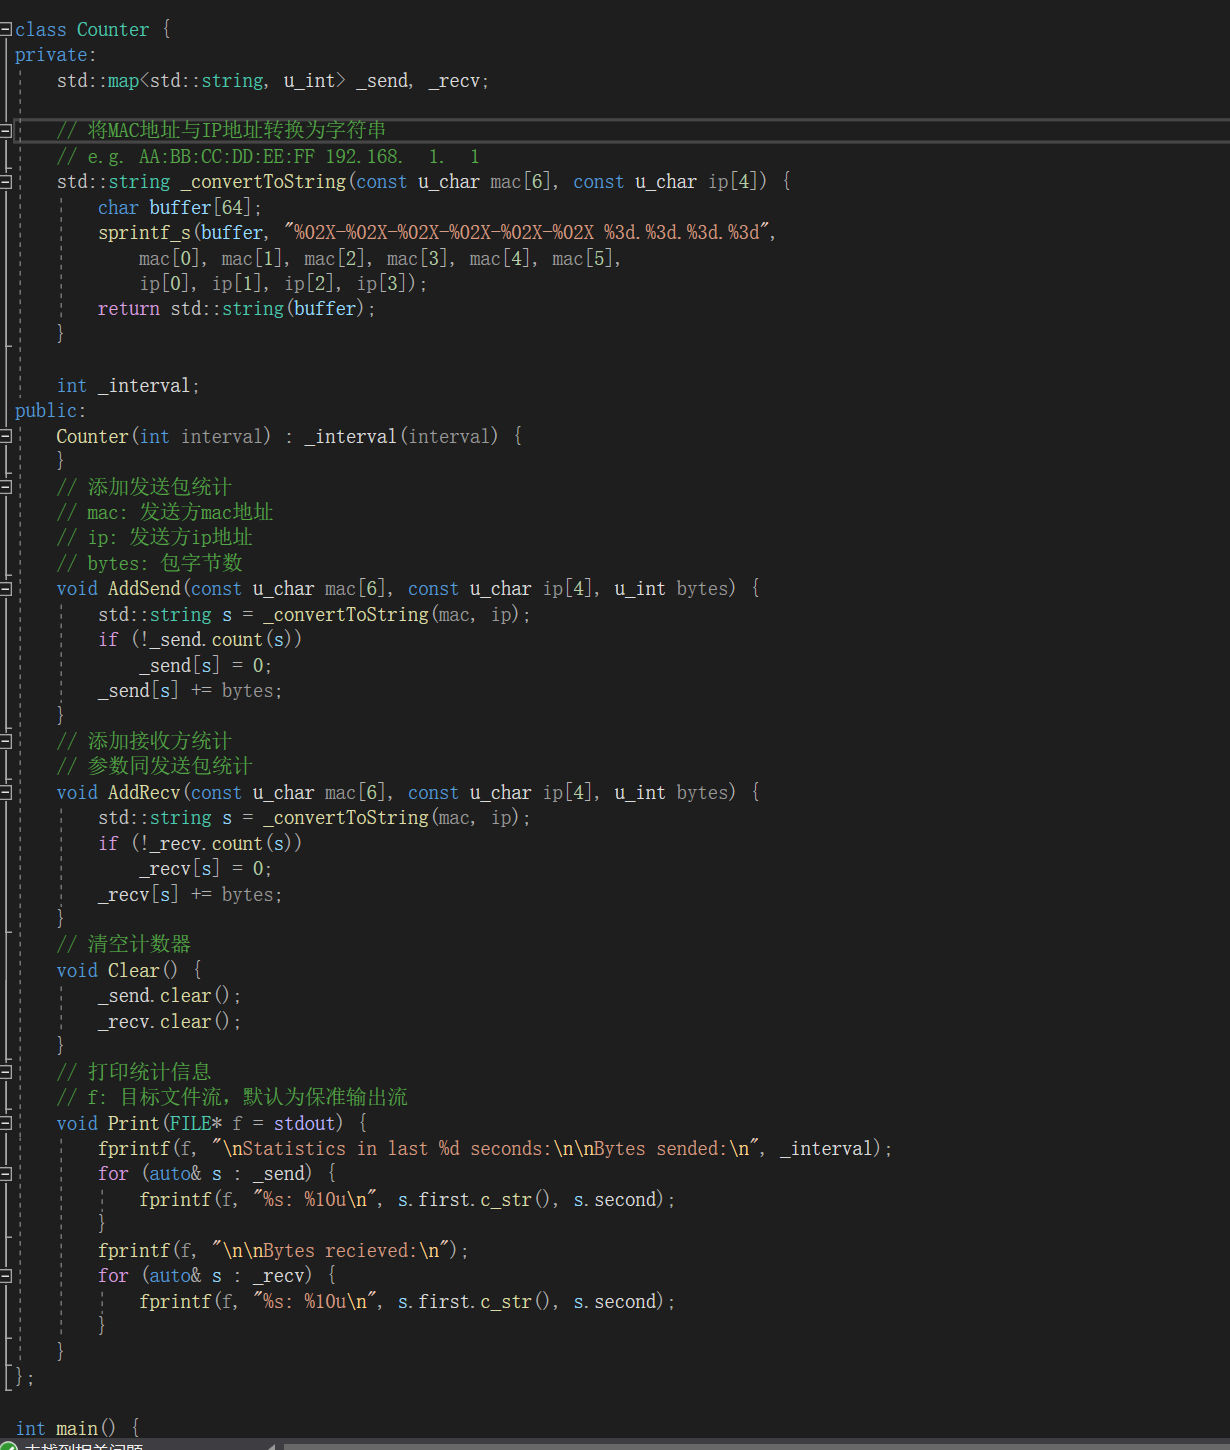 class Counter {
private:
    std::map<std::string, u_int> _send, _recv;

    // 将MAC地址与IP地址转换为字符串
    // e.g. AA:BB:CC:DD:EE:FF 192.168.  1.  1
    std::string _convertToString(const u_char mac[6], const u_char ip[4]) {
        char buffer[64];
        sprintf_s(buffer, "%02X-%02X-%02X-%02X-%02X-%02X %3d.%3d.%3d.%3d",
            mac[0], mac[1], mac[2], mac[3], mac[4], mac[5],
            ip[0], ip[1], ip[2], ip[3]);
        return std::string(buffer);
    }

    int _interval;
public:
    Counter(int interval) : _interval(interval) {
    }
    // 添加发送包统计
    // mac: 发送方mac地址
    // ip: 发送方ip地址
    // bytes: 包字节数
    void AddSend(const u_char mac[6], const u_char ip[4], u_int bytes) {
        std::string s = _convertToString(mac, ip);
        if (!_send.count(s))
            _send[s] = 0;
        _send[s] += bytes;
    }
    // 添加接收方统计
    // 参数同发送包统计
    void AddRecv(const u_char mac[6], const u_char ip[4], u_int bytes) {
        std::string s = _convertToString(mac, ip);
        if (!_recv.count(s))
            _recv[s] = 0;
        _recv[s] += bytes;
    }
    // 清空计数器
    void Clear() {
        _send.clear();
        _recv.clear();
    }
    // 打印统计信息
    // f: 目标文件流，默认为保准输出流
    void Print(FILE* f = stdout) {
        fprintf(f, "\nStatistics in last %d seconds:\n\nBytes sended:\n", _interval);
        for (auto& s : _send) {
            fprintf(f, "%s: %10u\n", s.first.c_str(), s.second);
        }
        fprintf(f, "\n\nBytes recieved:\n");
        for (auto& s : _recv) {
            fprintf(f, "%s: %10u\n", s.first.c_str(), s.second);
        }
    }
};

int main() {